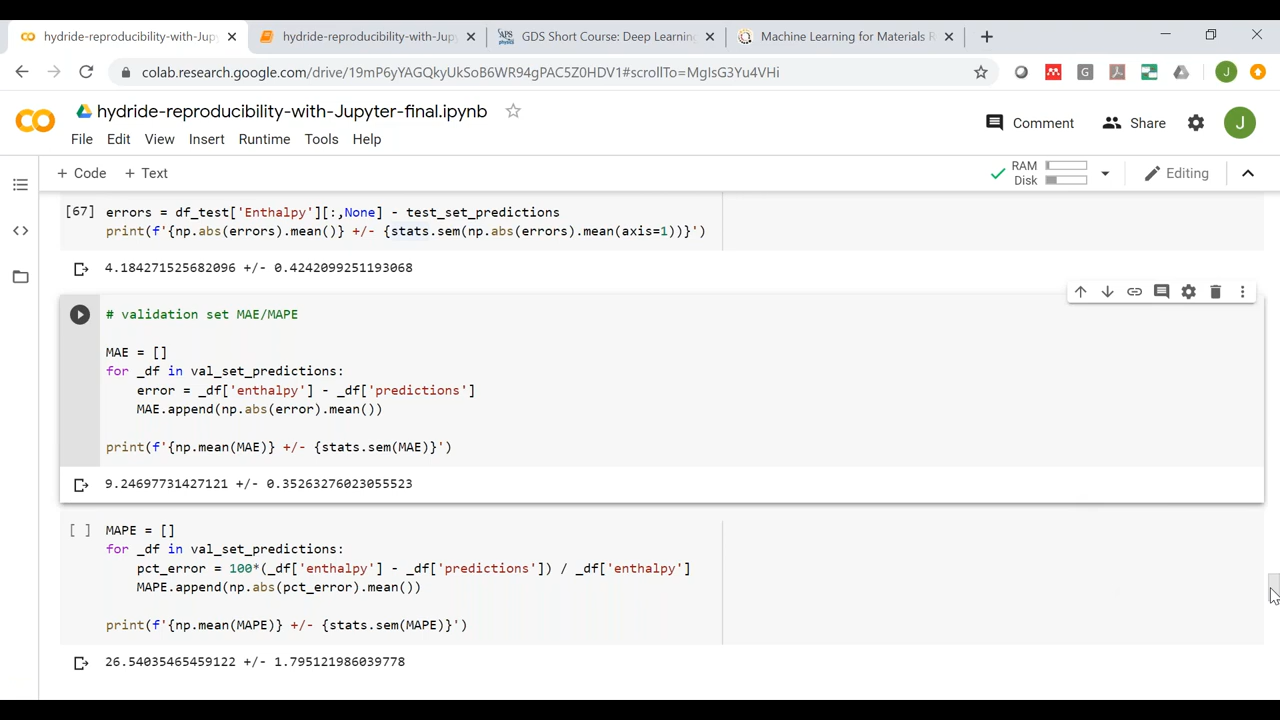 hydride-reproducibility-with-Jupy
hydride-reproducibility-with-Jupy
GDS Short Course: Deep Learning
Machine Learning for Materials R
colab.research.google.com/drive/19mP6yYAGQkyUkSoB6WR94gPAC5Z0HDV1#scrollTo=MgIsG3Yu4VHi
J
hydride-reproducibility-with-Jupyter-final.ipynb
Comment
Share
J
File Edit View Insert Runtime Tools Help
+ Code + Text
RAM
Disk
Editing
[67] errors = df_test['Enthalpy'][:,None] - test_set_predictions
print(f'{np.abs(errors).mean()} +/- {stats.sem(np.abs(errors).mean(axis=1))}')
4.184271525682096 +/- 0.4242099251193068
# validation set MAE/MAPE
MAE = []
for _df in val_set_predictions:
error = _df['enthalpy'] - _df['predictions']
MAE.append(np.abs(error).mean())
print(f'{np.mean(MAE)} +/- {stats.sem(MAE)}')
9.24697731427121 +/- 0.35263276023055523
[ ] MAPE = []
for _df in val_set_predictions:
pct_error = 100*(_df['enthalpy'] - _df['predictions']) / _df['enthalpy']
MAPE.append(np.abs(pct_error).mean())
print(f'{np.mean(MAPE)} +/- {stats.sem(MAPE)}')
26.54035465459122 +/- 1.795121986039778